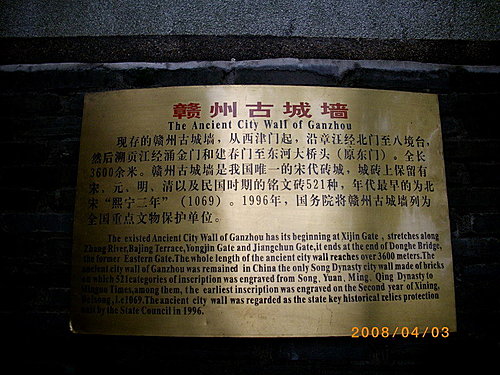 赣州古城墙
The Ancient City Wall of Ganzhou
现存的赣州古城墙，从西津门起，沿章江经北门至八境台，
然后溯贡江经涌金门和建春门至东河大桥头（原东门）。全长
3600余米。赣州古城墙是我国唯一的宋代砖城，城砖上保留有
宋、元、明、清以及民国时期的铭文砖521种，年代最早的为北
宋“熙宁二年”（1069）。1996年，国务院将赣州古城墙列为
全国重点文物保护单位。
The existed Ancient City Wall of Ganzhou has its beginning at Xijin Gate , stretches along
Zhang River,Bajing Terrace,Yongjin Gate and Jiangchun Gate,it ends at the end of Donghe Bridge,
the former Eastern Gate.The whole length of the ancient city wall reaches over 3600 meters.The
ancient city wall of Ganzhou was remained in China the only Song Dynasty city wall made of bricks
on which 521categories of inscription was engraved from Song, Yuan, Ming, Qing Dynasty to
Minguo Times,among them, the earliest inscription was engraved on the Second year of Xining,
I.e1069.The ancient city wall was regarded as the state key historical relics protection
by the State Council in 1996.
2008/04/03